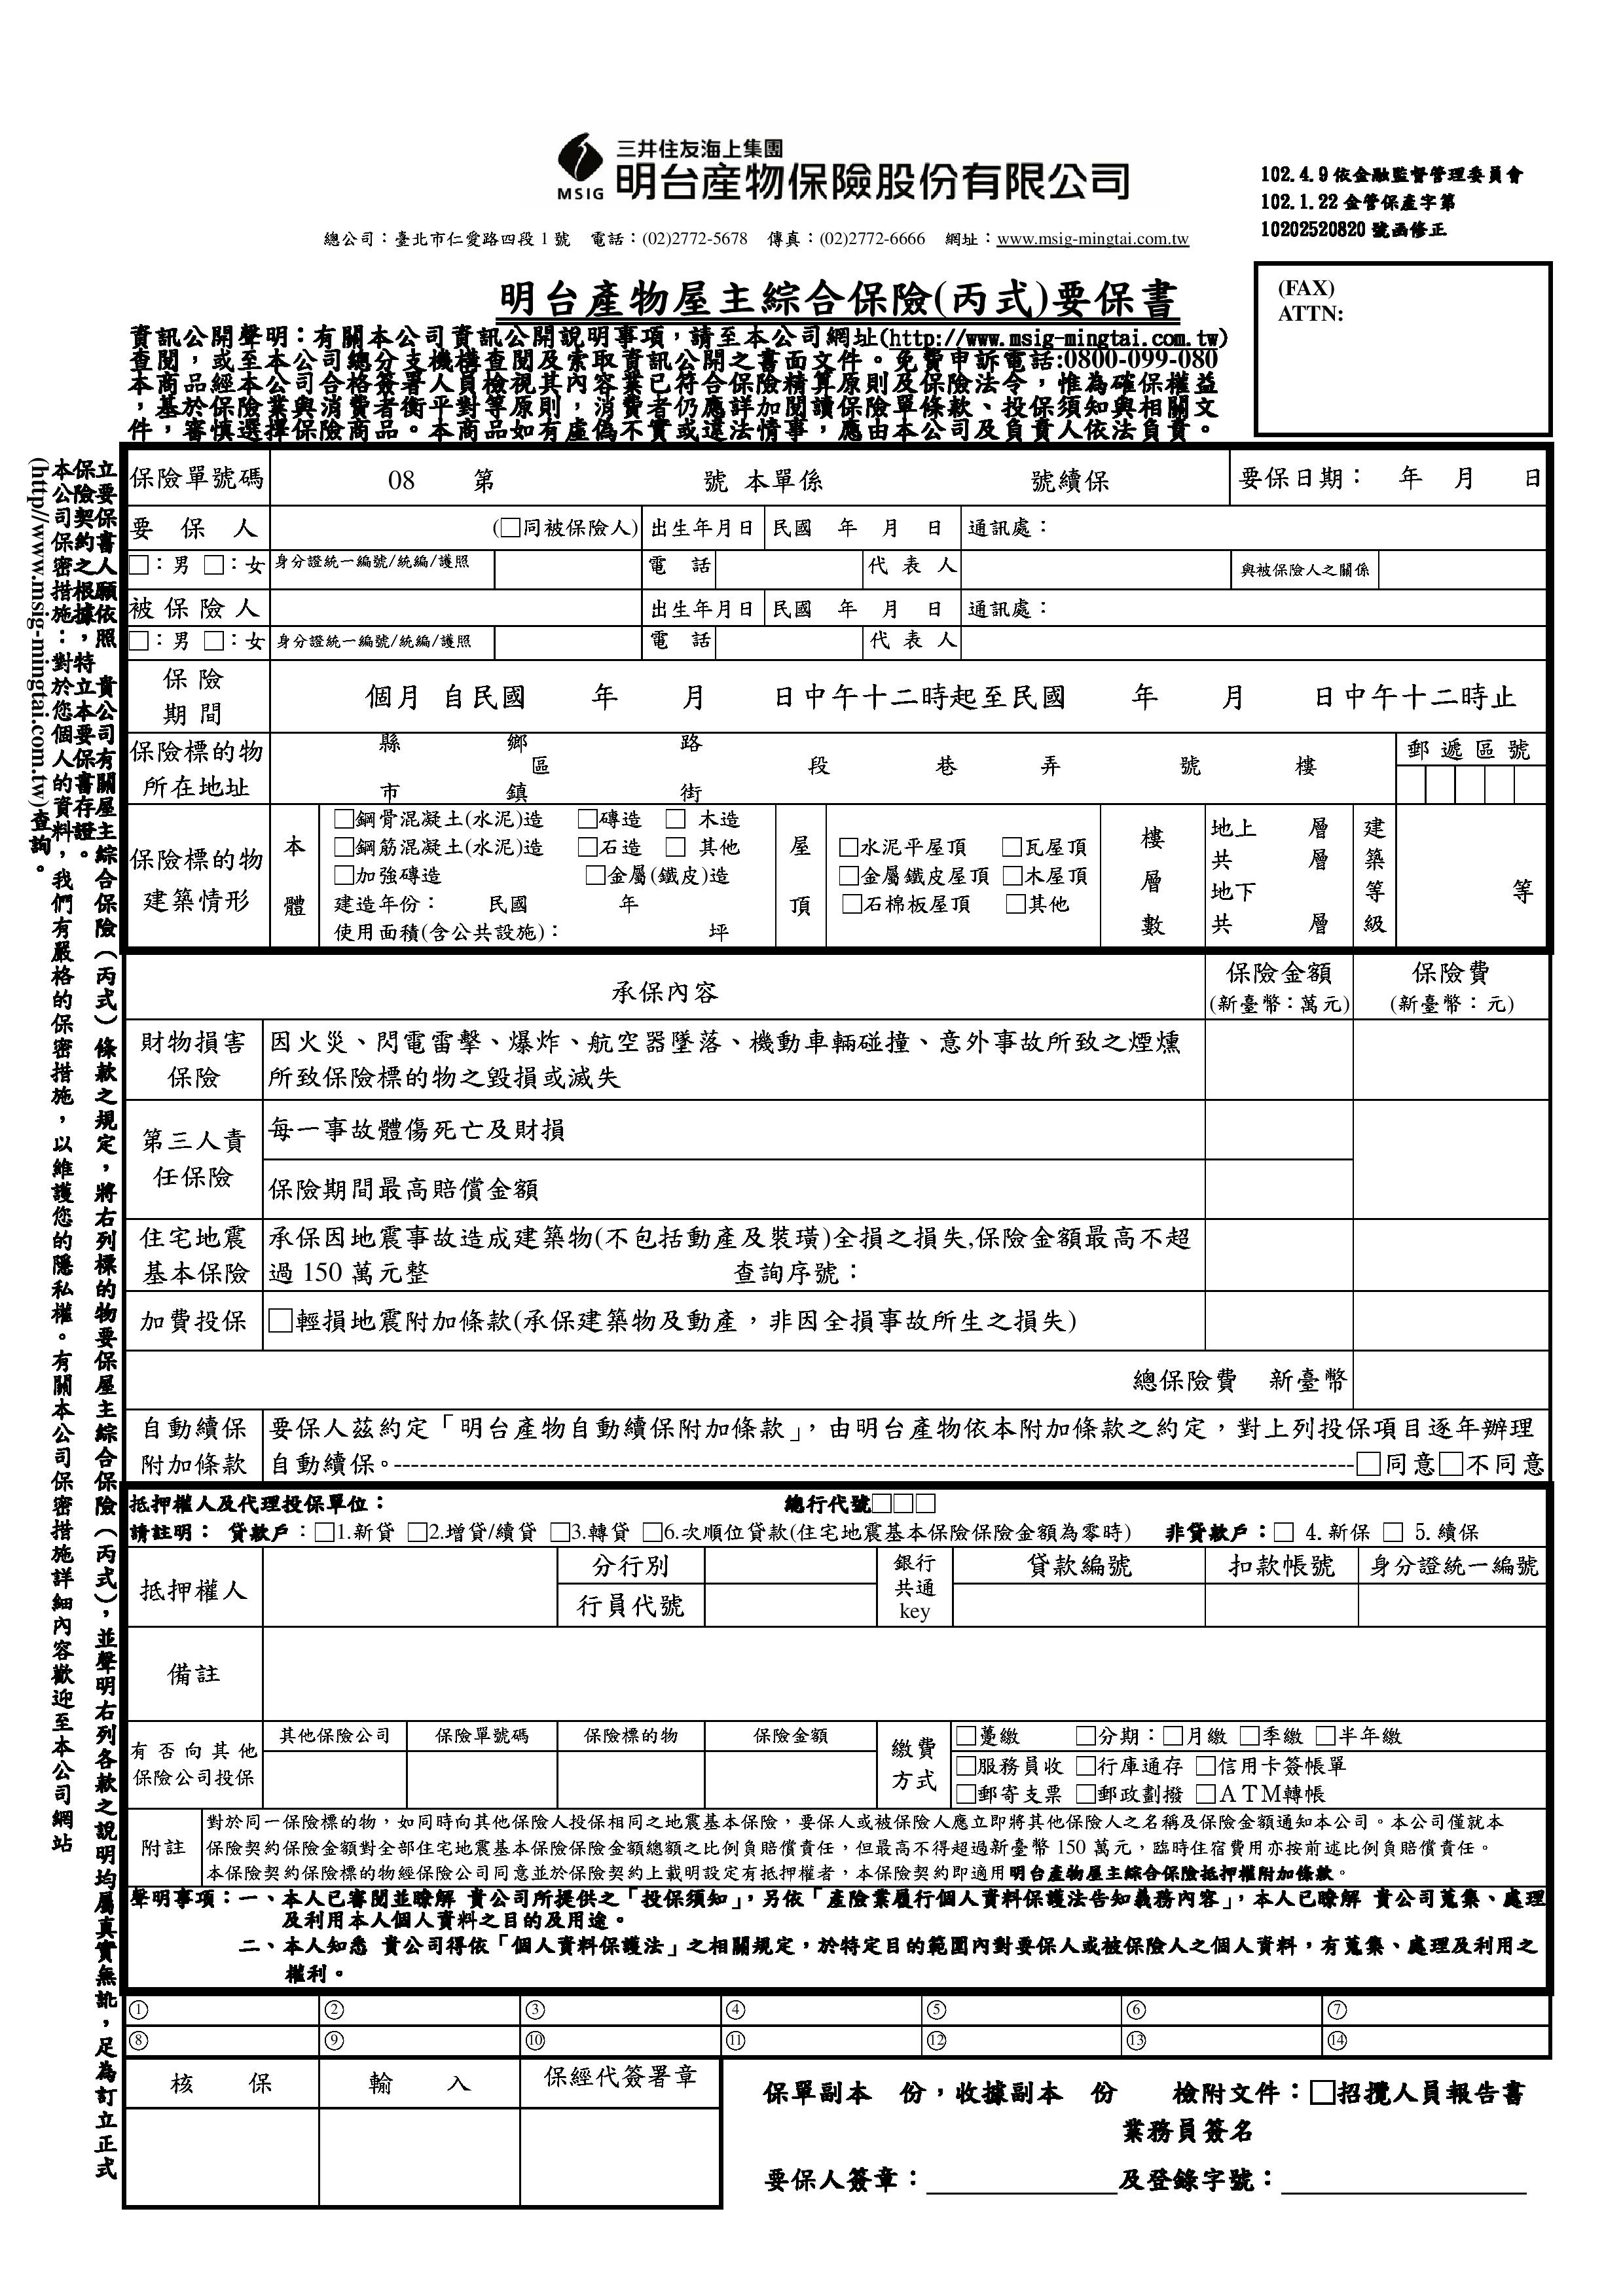 三井住友海上集團
MSIG 明台產物保險股份有限公司
總公司：臺北市仁愛路四段 1 號 電話：(02)2772-5678 傳真：(02)2772-6666 網址：www.msig-mingtai.com.tw
102.4.9 依金融監督管理委員會
102.1.22 金管保產字第
10202520820 號函修正
(FAX)
ATTN:
明台產物屋主綜合保險(丙式)要保書
資訊公開聲明：有關本公司資訊公開說明事項，請至本公司網址(http://www.msig-mingtai.com.tw)
查閱，或至本公司總分支機構查閱及索取資訊公開之書面文件。免費申訴電話:0800-099-080
本商品經本公司合格簽署人員檢視其內容業已符合保險精算原則及保險法令，惟為確保權益
，基於保險業與消費者衡平對等原則，消費者仍應詳加閱讀保險單條款、投保須知與相關文
件，審慎選擇保險商品。本商品如有虛偽不實或違法情事，應由本公司及負責人依法負責。
立要保書人願依照 貴公司有關屋主綜合保險（丙式）條款之規定，將右列標的物要保屋主綜合保險（丙式），並聲明右列各款之說明均屬真實無訛，足為訂立正式
保險契約之根據，特立本要保書存證。
本公司保密措施：對於您個人的資料，我們有嚴格的保密措施，以維護您的隱私權。有關本公司保密措施詳細內容歡迎至本公司網站
(http//www.msig-mingtai.com.tw)查詢。
保險單號碼 08 第 號 本單係 號續保 要保日期： 年 月 日
要 保 人 (□同被保險人) 出生年月日 民國 年 月 日 通訊處：
□：男 □：女 身分證統一編號/統編/護照 電 話 代 表 人 與被保險人之關係
被 保 險 人 出生年月日 民國 年 月 日 通訊處：
□：男 □：女 身分證統一編號/統編/護照 電 話 代 表 人
保 險
期 間
個月 自民國 年 月 日中午十二時起至民國 年 月 日中午十二時止
保險標的物
所在地址
縣 鄉 路
區 段 巷 弄 號 樓
市 鎮 街
郵 遞 區 號
保險標的物
建築情形
本
體
□鋼骨混凝土(水泥)造 □磚造 □ 木造
□鋼筋混凝土(水泥)造 □石造 □ 其他
□加強磚造 □金屬(鐵皮)造
建造年份： 民國 年
使用面積(含公共設施)： 坪
屋
頂
□水泥平屋頂 □瓦屋頂
□金屬鐵皮屋頂 □木屋頂
□石棉板屋頂 □其他
樓
層
數
地上 層
共 層
地下
共 層
建
築
等
級
等
承保內容
保險金額
(新臺幣：萬元)
保險費
(新臺幣：元)
財物損害
保險
因火災、閃電雷擊、爆炸、航空器墜落、機動車輛碰撞、意外事故所致之煙燻
所致保險標的物之毀損或滅失
第三人責
任保險
每一事故體傷死亡及財損
保險期間最高賠償金額
住宅地震
基本保險
承保因地震事故造成建築物(不包括動產及裝璜)全損之損失,保險金額最高不超
過 150 萬元整 查詢序號：
加費投保 □輕損地震附加條款(承保建築物及動產，非因全損事故所生之損失)
總保險費 新臺幣
自動續保
附加條款
要保人茲約定「明台產物自動續保附加條款」，由明台產物依本附加條款之約定，對上列投保項目逐年辦理
自動續保。------------------------------------------------------------□同意□不同意
抵押權人及代理投保單位： 總行代號□□□
請註明： 貸款戶：□1.新貸 □2.增貸/續貸 □3.轉貸 □6.次順位貸款(住宅地震基本保險保險金額為零時) 非貸款戶：□ 4.新保 □ 5.續保
抵押權人
分行別
行員代號
銀行
共通
key
貸款編號 扣款帳號 身分證統一編號
備註
有 否 向 其 他
保險公司投保
其他保險公司 保險單號碼 保險標的物 保險金額
繳費
方式
□躉繳 □分期：□月繳 □季繳 □半年繳
□服務員收 □行庫通存 □信用卡簽帳單
□郵寄支票 □郵政劃撥 □ＡＴＭ轉帳
附註
對於同一保險標的物，如同時向其他保險人投保相同之地震基本保險，要保人或被保險人應立即將其他保險人之名稱及保險金額通知本公司。本公司僅就本
保險契約保險金額對全部住宅地震基本保險保險金額總額之比例負賠償責任，但最高不得超過新臺幣 150 萬元，臨時住宿費用亦按前述比例負賠償責任。
本保險契約保險標的物經保險公司同意並於保險契約上載明設定有抵押權者，本保險契約即適用明台產物屋主綜合保險抵押權附加條款。
聲明事項：一、本人已審閱並瞭解 貴公司所提供之「投保須知」，另依「產險業履行個人資料保護法告知義務內容」，本人已瞭解 貴公司蒐集、處理
及利用本人個人資料之目的及用途。
二、本人知悉 貴公司得依「個人資料保護法」之相關規定，於特定目的範圍內對要保人或被保險人之個人資料，有蒐集、處理及利用之
權利。
① ② ③ ④ ⑤ ⑥ ⑦
⑧ ⑨ ⑩ ⑪ ⑫ ⑬ ⑭
核 保 輸 入 保經代簽署章
保單副本 份，收據副本 份 檢附文件：□招攬人員報告書
業務員簽名
要保人簽章： 及登錄字號：